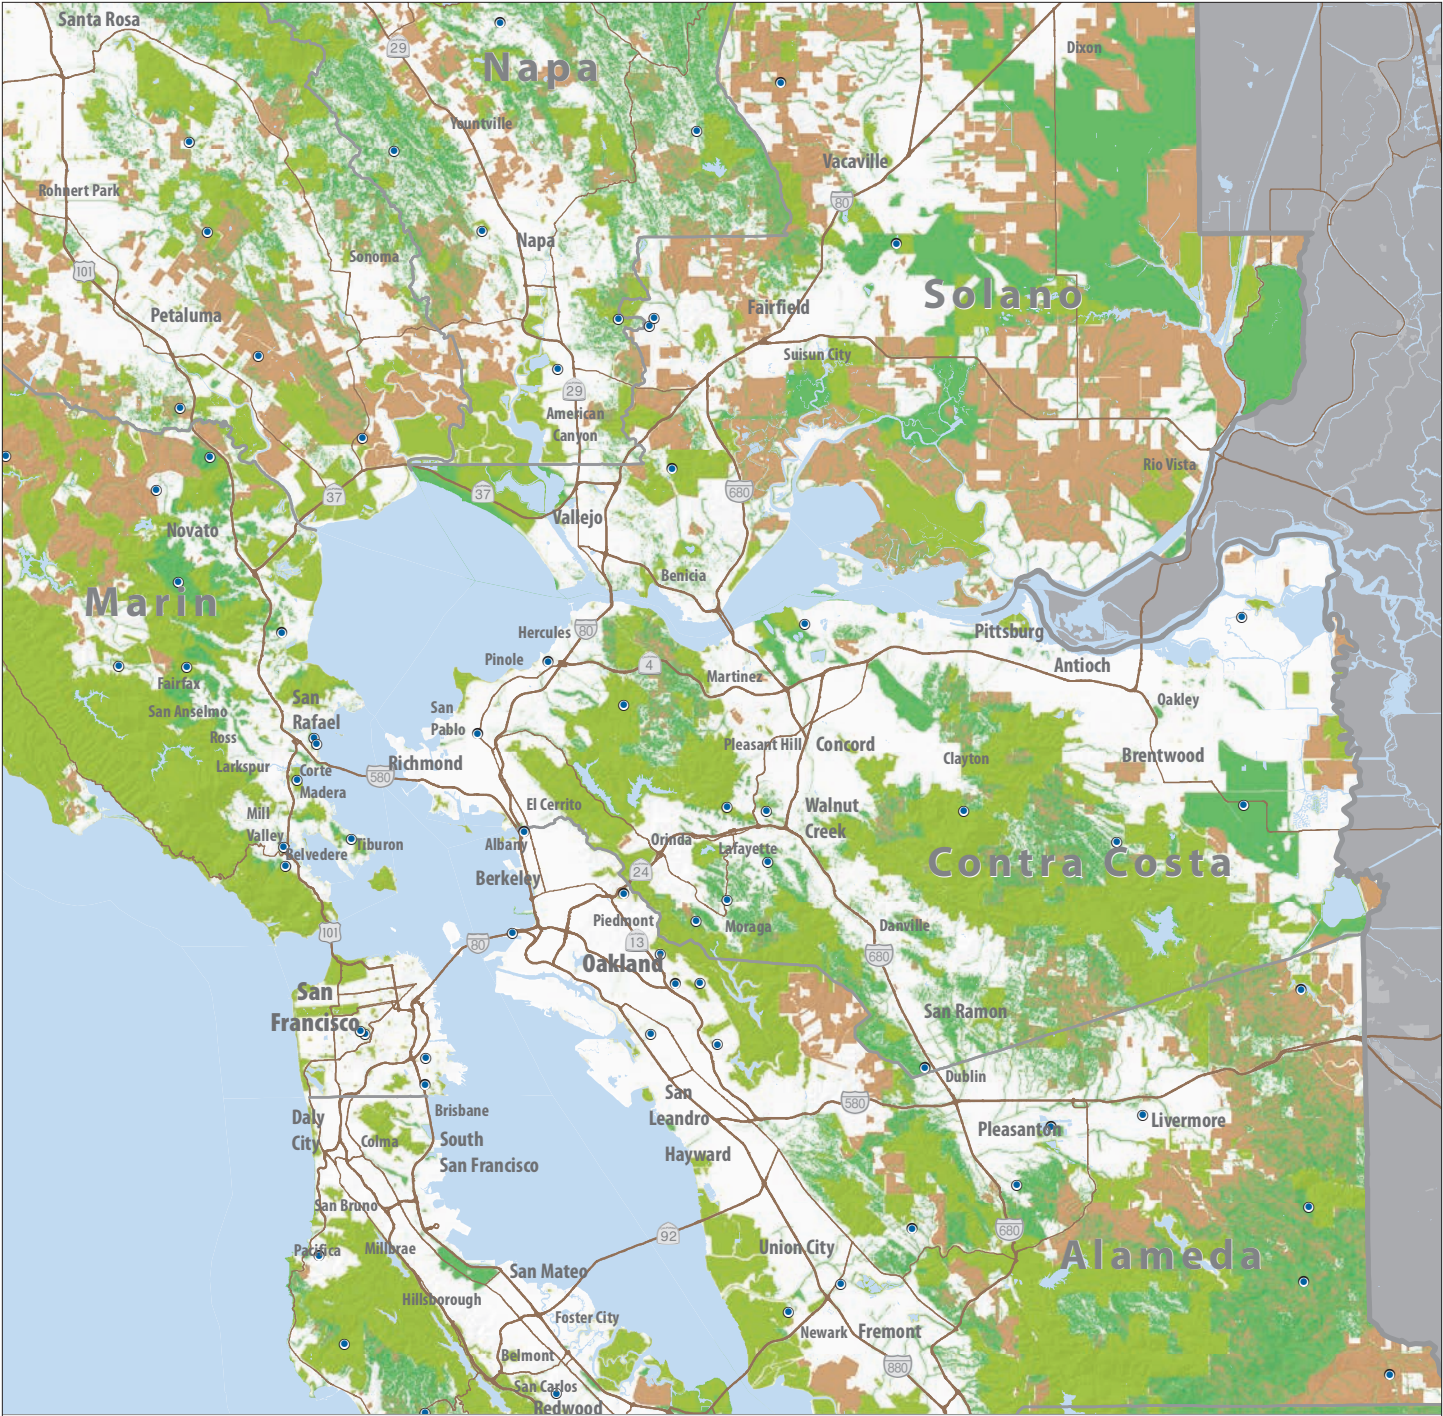 Santa Rosa
29
Napa
Dixon
Yountville
Vacaville
Rohnert Park
80
Napa
Sonoma
101
Solano
Fairfield
Petaluma
Suisun City
29
American
Canyon
Rio Vista
37
37
680
Vallejo
Novato
Benicia
Marin
Hercules
80
Pittsburg
Pinole
4
Antioch
Martinez
Fairfax
San
Rafael
San Anselmo
San
Pablo
Oakley
Ross
Pleasant Hill
Concord
Clayton
Brentwood
Larkspur
Corte
Madera
580
Richmond
El Cerrito
Walnut
Creek
Mill
Valley
Tiburon
Belvedere
Albany
Orinda
Lafayette
Contra Costa
Berkeley
24
Piedmont
Moraga
Danville
101
80
13
Oakland
680
San
Francisco
San Ramon
Dublin
San
Leandro
580
Daly
City
Brisbane
Colma
South
San Francisco
Pleasanton
Livermore
Hayward
San Bruno
Pacifica
Millbrae
92
Union City
680
Alameda
San Mateo
Hillsborough
Foster City
Newark
Fremont
Belmont
880
San Carlos
Redwood